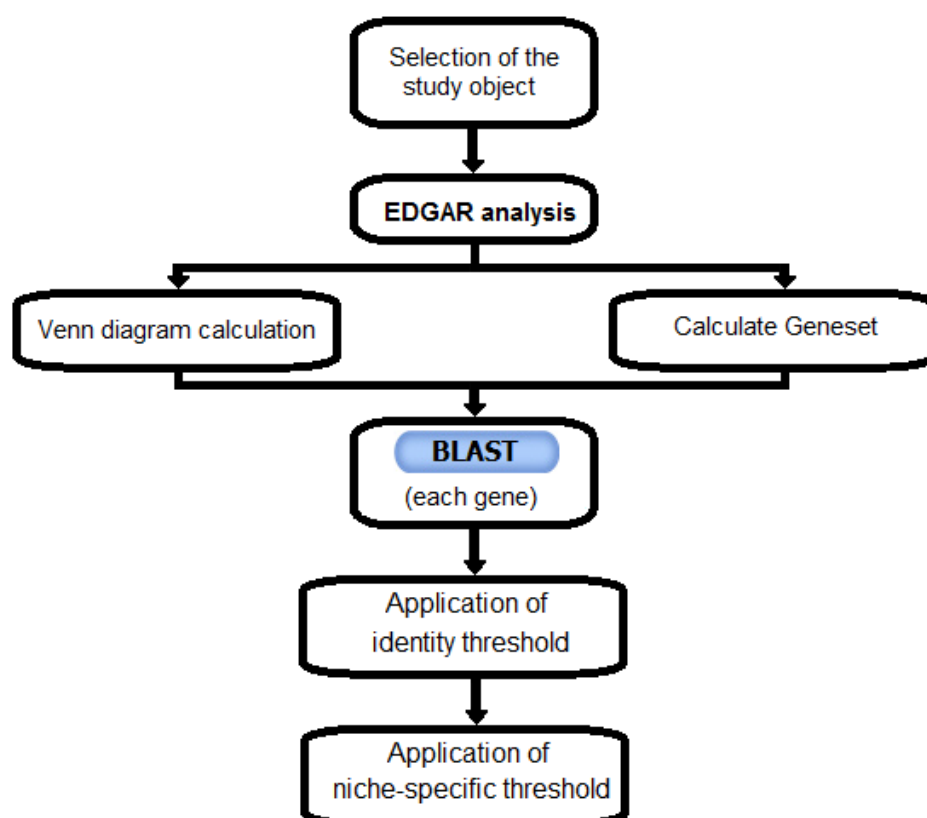 Selection of the
study object
EDGAR analysis
Venn diagram calculation
Calculate Geneset
BLAST
(each gene)
Application of
identity threshold
Application of
niche-specific threshold